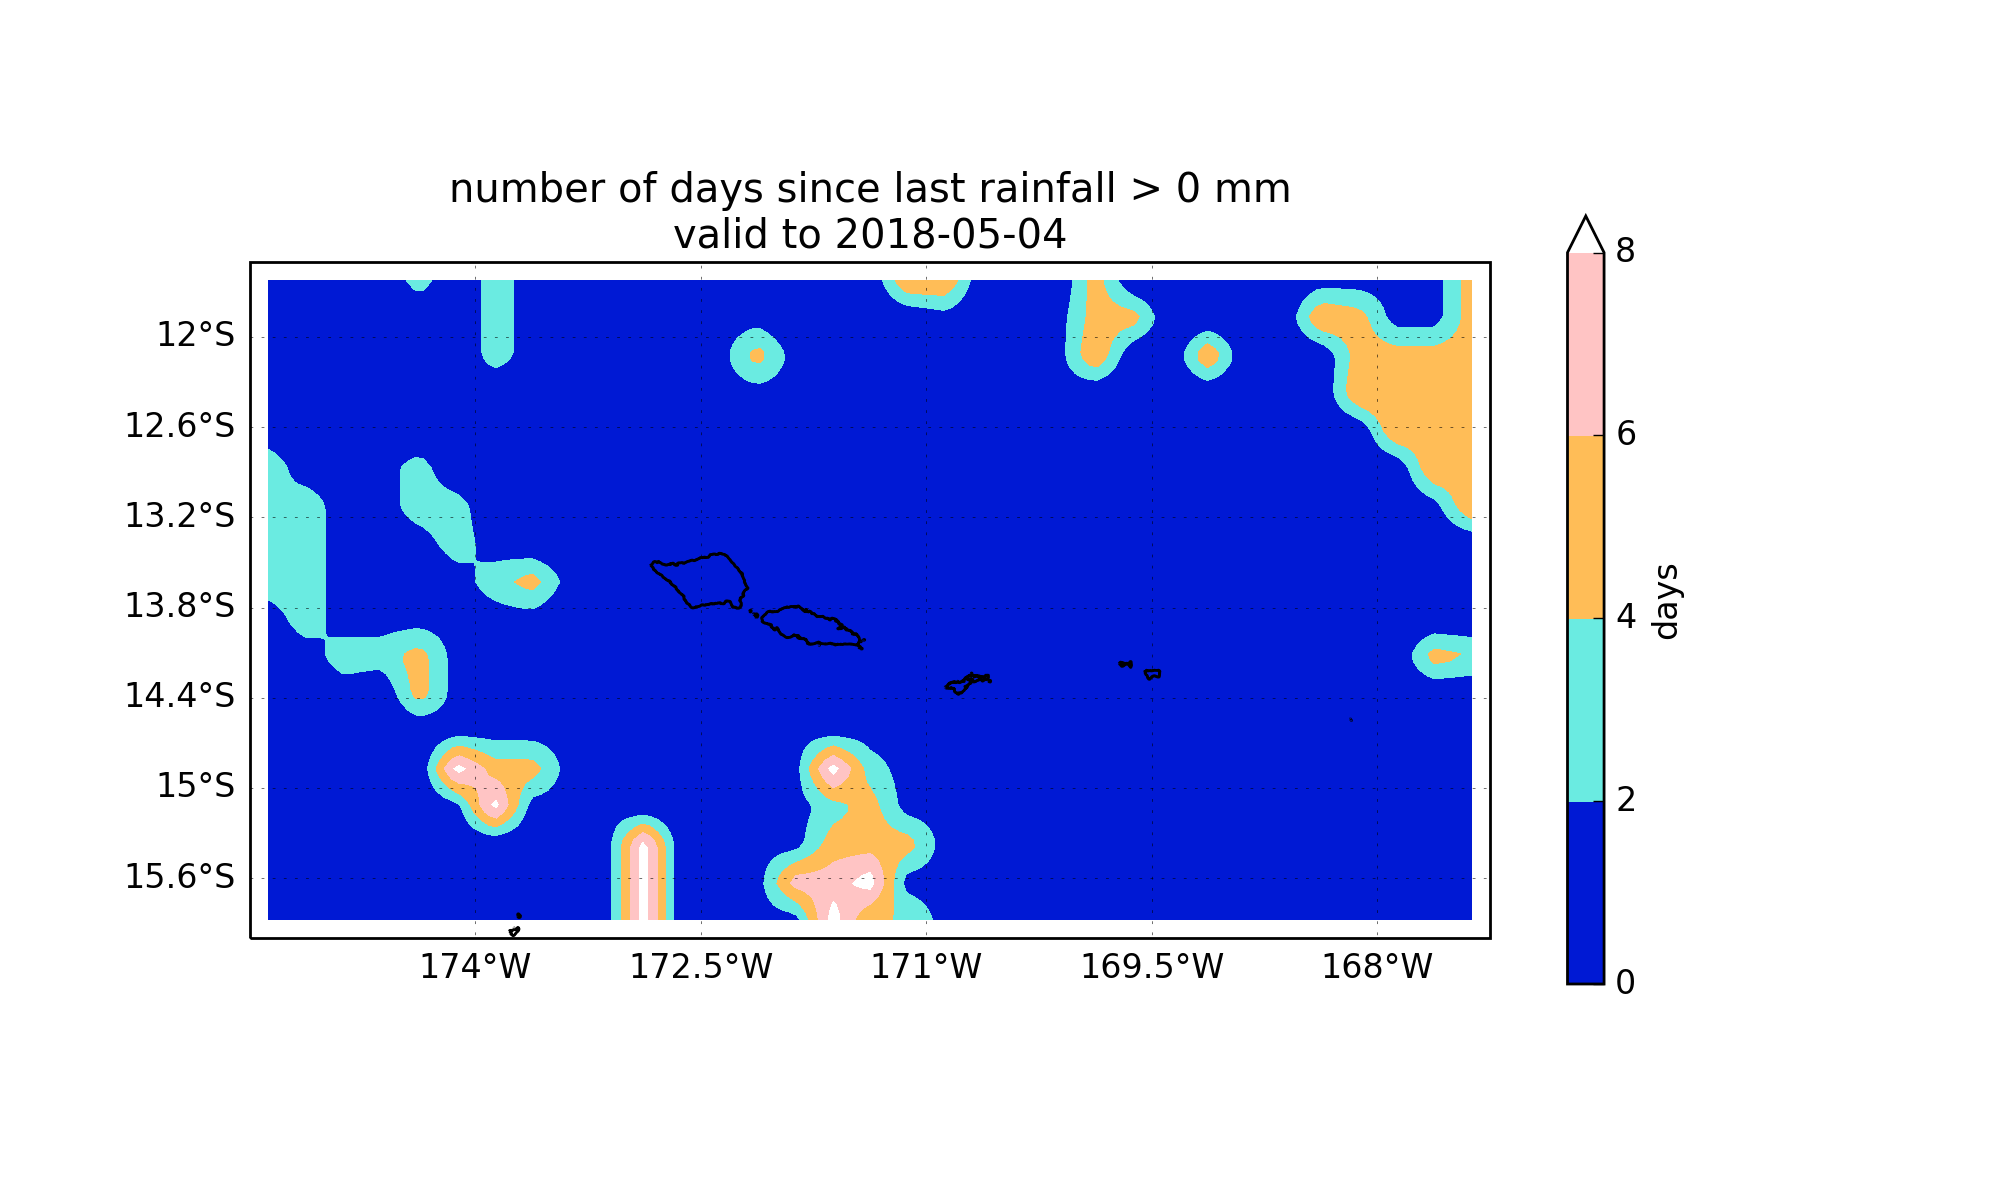 number of days since last rainfall > 0 mm
valid to 2018-05-04
12°S
12.6°S
13.2°S
13.8°S
14.4°S
15°S
15.6°S
174°W
172.5°W
171°W
169.5°W
168°W
8
6
4
2
0
days